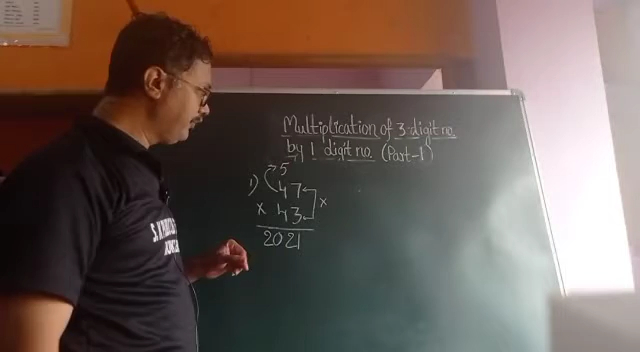 Multiplication of 3-digit no.
by 1 digit no. (Part-1)
5
1) 47
x 43 x
2021